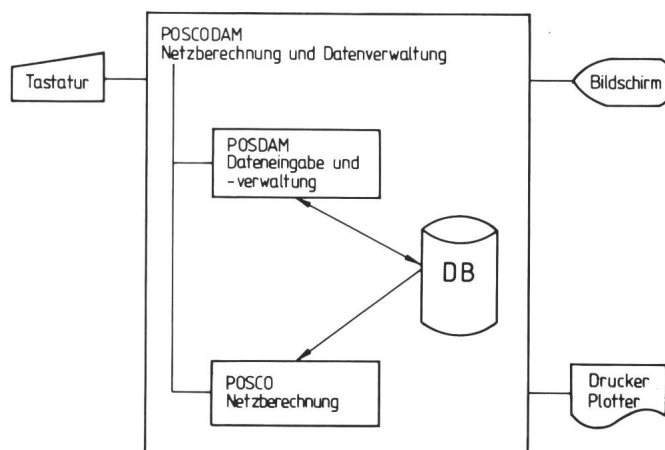 POSCODAM
Netzberechnung und Datenverwaltung
Tastatur
Bildschirm
POSDAM
Dateneingabe und
-verwaltung
DB
POSCO
Netzberechnung
Drucker
Plotter